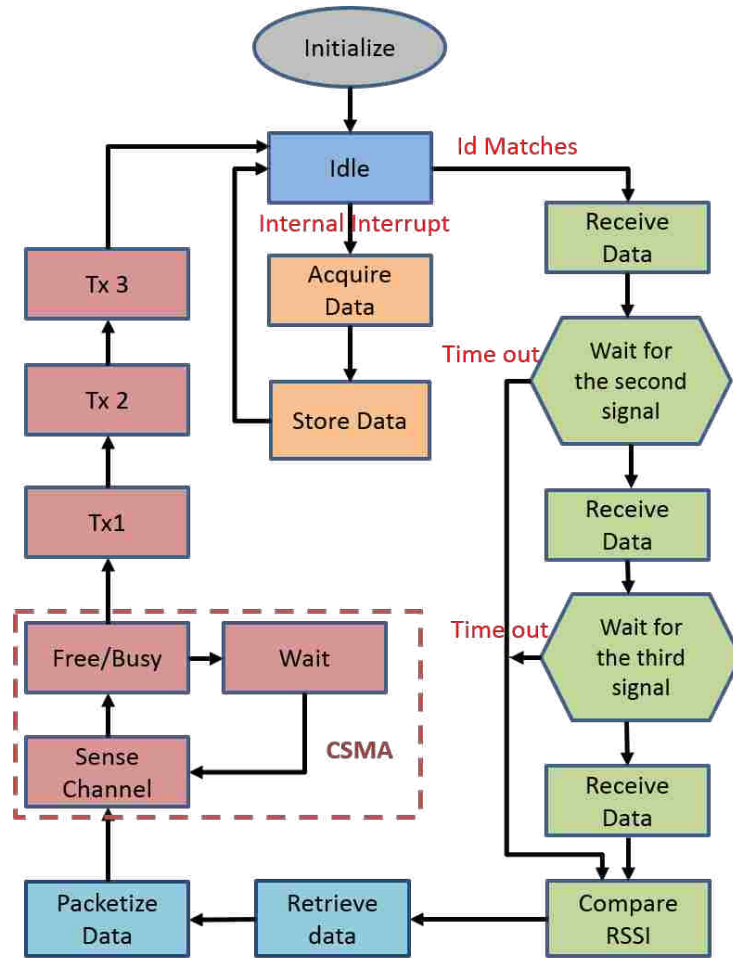 Initialize
Idle
Id Matches
Internal Interrupt
Receive
Data
Tx 3
Acquire
Data
Time out
Wait for
the second
signal
Tx 2
Store Data
Receive
Data
Tx1
Time out
Wait for
the third
signal
Free/Busy
Wait
CSMA
Sense
Channel
Receive
Data
Packetize
Data
Retrieve
data
Compare
RSSI